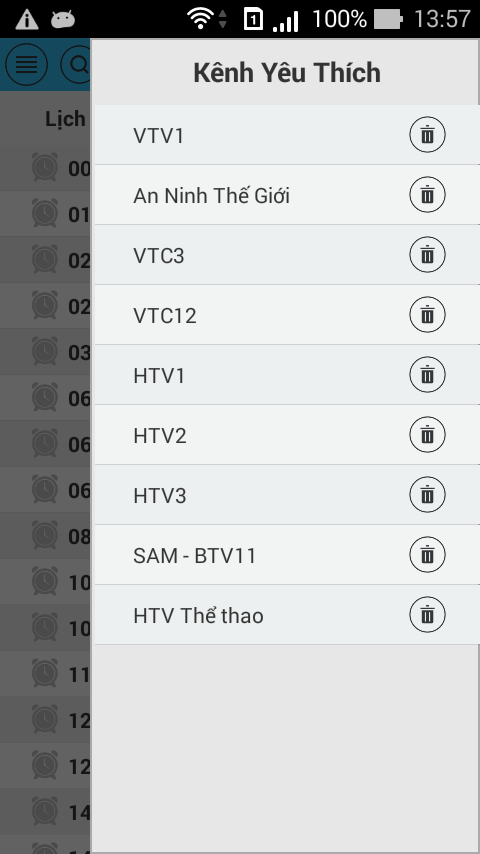 1 100% 13:57
Kênh Yêu Thích
Lịch
VTV1
An Ninh Thế Giới
VTC3
VTC12
HTV1
HTV2
HTV3
SAM - BTV11
HTV Thể thao
00
01
02
02
03
06
06
06
08
10
10
11
12
12
14